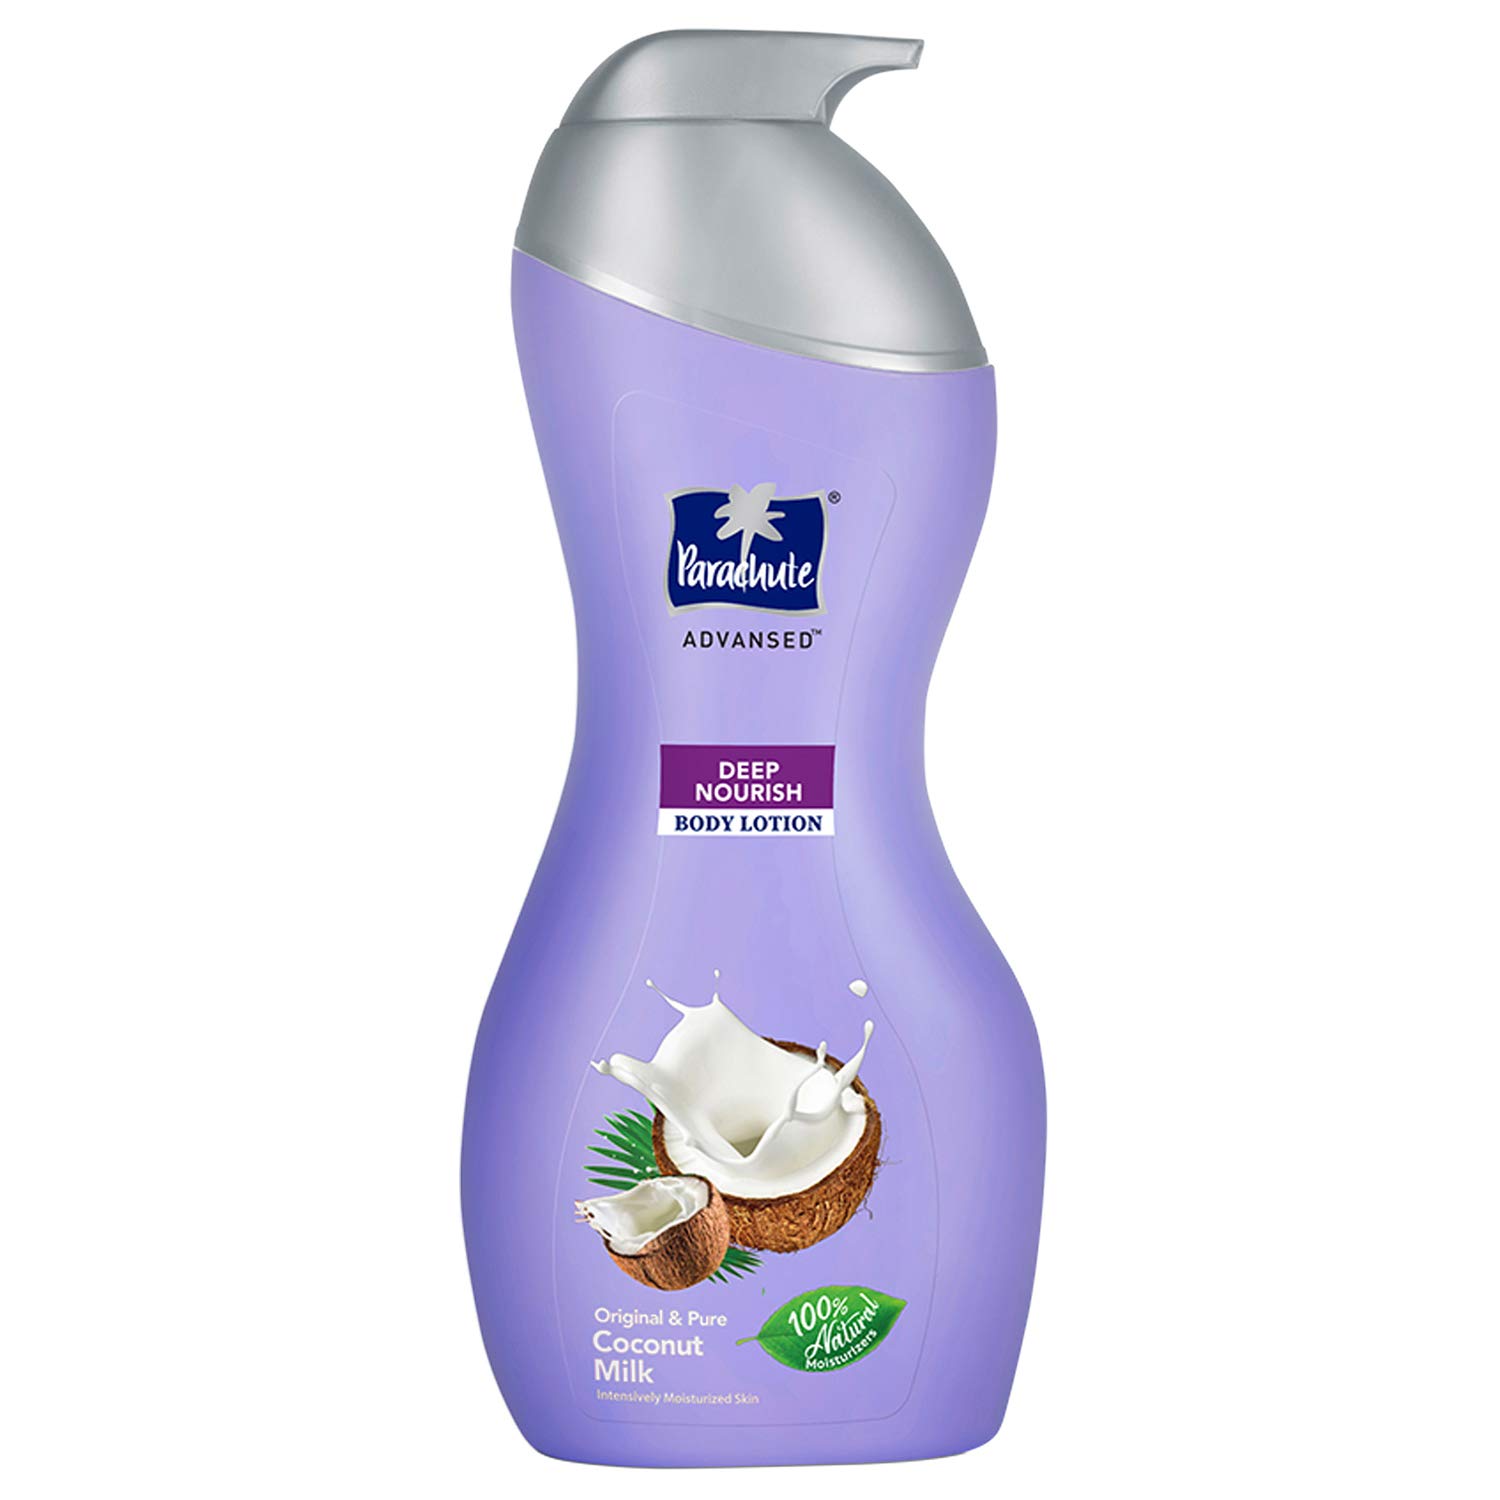 Parachute®
ADVANSED™
DEEP
NOURISH
BODY LOTION
Original & Pure
Coconut
Milk
Intensively Moisturized Skin
100%
Natural
Moisturizers